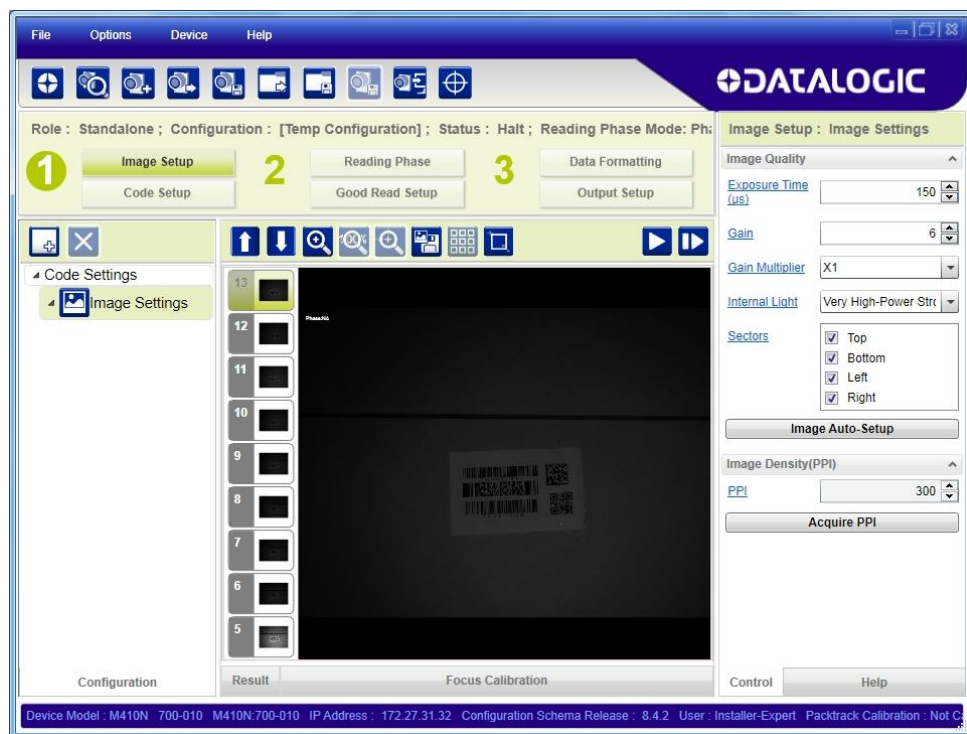 File Options Device Help
DATALOGIC
Role : Standalone ; Configuration : [Temp Configuration] ; Status : Halt ; Reading Phase Mode: Pha
Image Setup : Image Settings
1 Image Setup 2 Reading Phase 3 Data Formatting
Code Setup Good Read Setup Output Setup
Image Quality
Exposure Time (us) 150
Gain 6
Gain Multiplier X1
Internal Light Very High-Power Stro
Sectors
Top
Bottom
Left
Right
Image Auto-Setup
Image Density(PPI)
PPI 300
Acquire PPI
Code Settings
Image Settings
100%
13
Phase:NA
12
11
10
9
8
7
6
5
Configuration Result Focus Calibration Control Help
Device Model : M410N 700-010 M410N:700-010 IP Address : 172.27.31.32 Configuration Schema Release : 8.4.2 User : Installer-Expert Packtrack Calibration : Not C